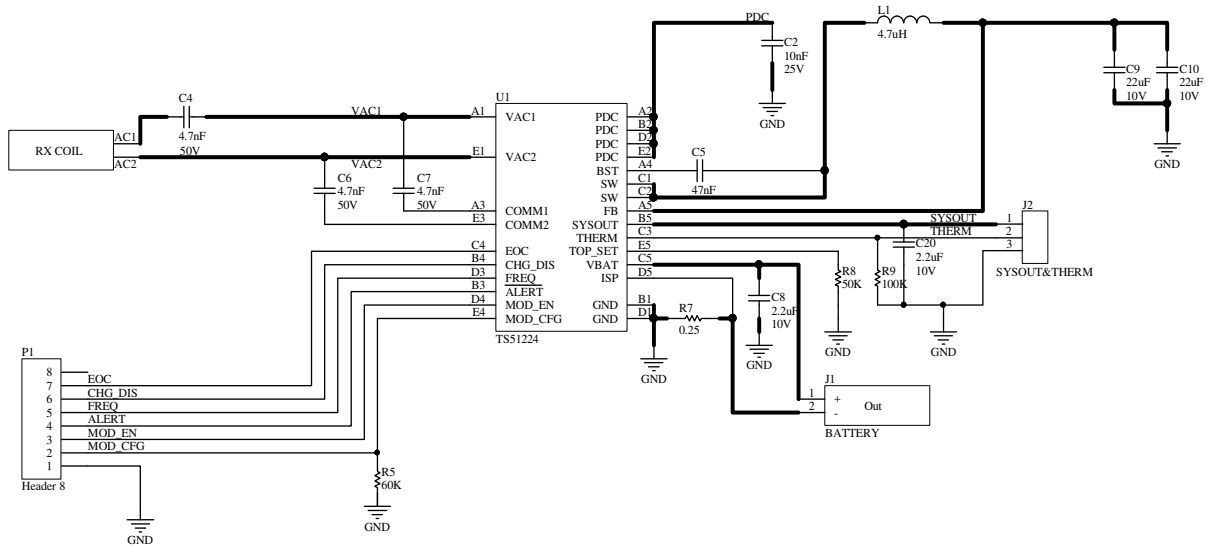 PDC
C2
10nF
25V
GND
L1
4.7uH
C9
22uF
10V
C10
22uF
10V
GND
RX COIL
AC1
AC2
C4
4.7nF
50V
VAC1
VAC2
C6
4.7nF
50V
C7
4.7nF
50V
U1
A1 VAC1
E1 VAC2
A3 COMM1
E3 COMM2
C4 EOC
B4 CHG_DIS
D3 FREQ
B3 ALERT
D4 MOD_EN
E4 MOD_CFG
PDC A2
PDC B2
PDC D2
PDC E2
BST A4
SW C1
SW C2
FB A5
SYSOUT B5
THERM C3
TOP_SET E5
VBAT C5
ISP D5
GND B1
GND D1
TS51224
C5
47nF
SYSOUT
THERM
J2
1
2
3
SYSOUT&THERM
C20
2.2uF
10V
R8
50K
R9
100K
GND
GND
C8
2.2uF
10V
GND
R7
0.25
GND
J1
1 +
2 -
Out
BATTERY
P1
8
7 EOC
6 CHG_DIS
5 FREQ
4 ALERT
3 MOD_EN
2 MOD_CFG
1
Header 8
GND
R5
60K
GND